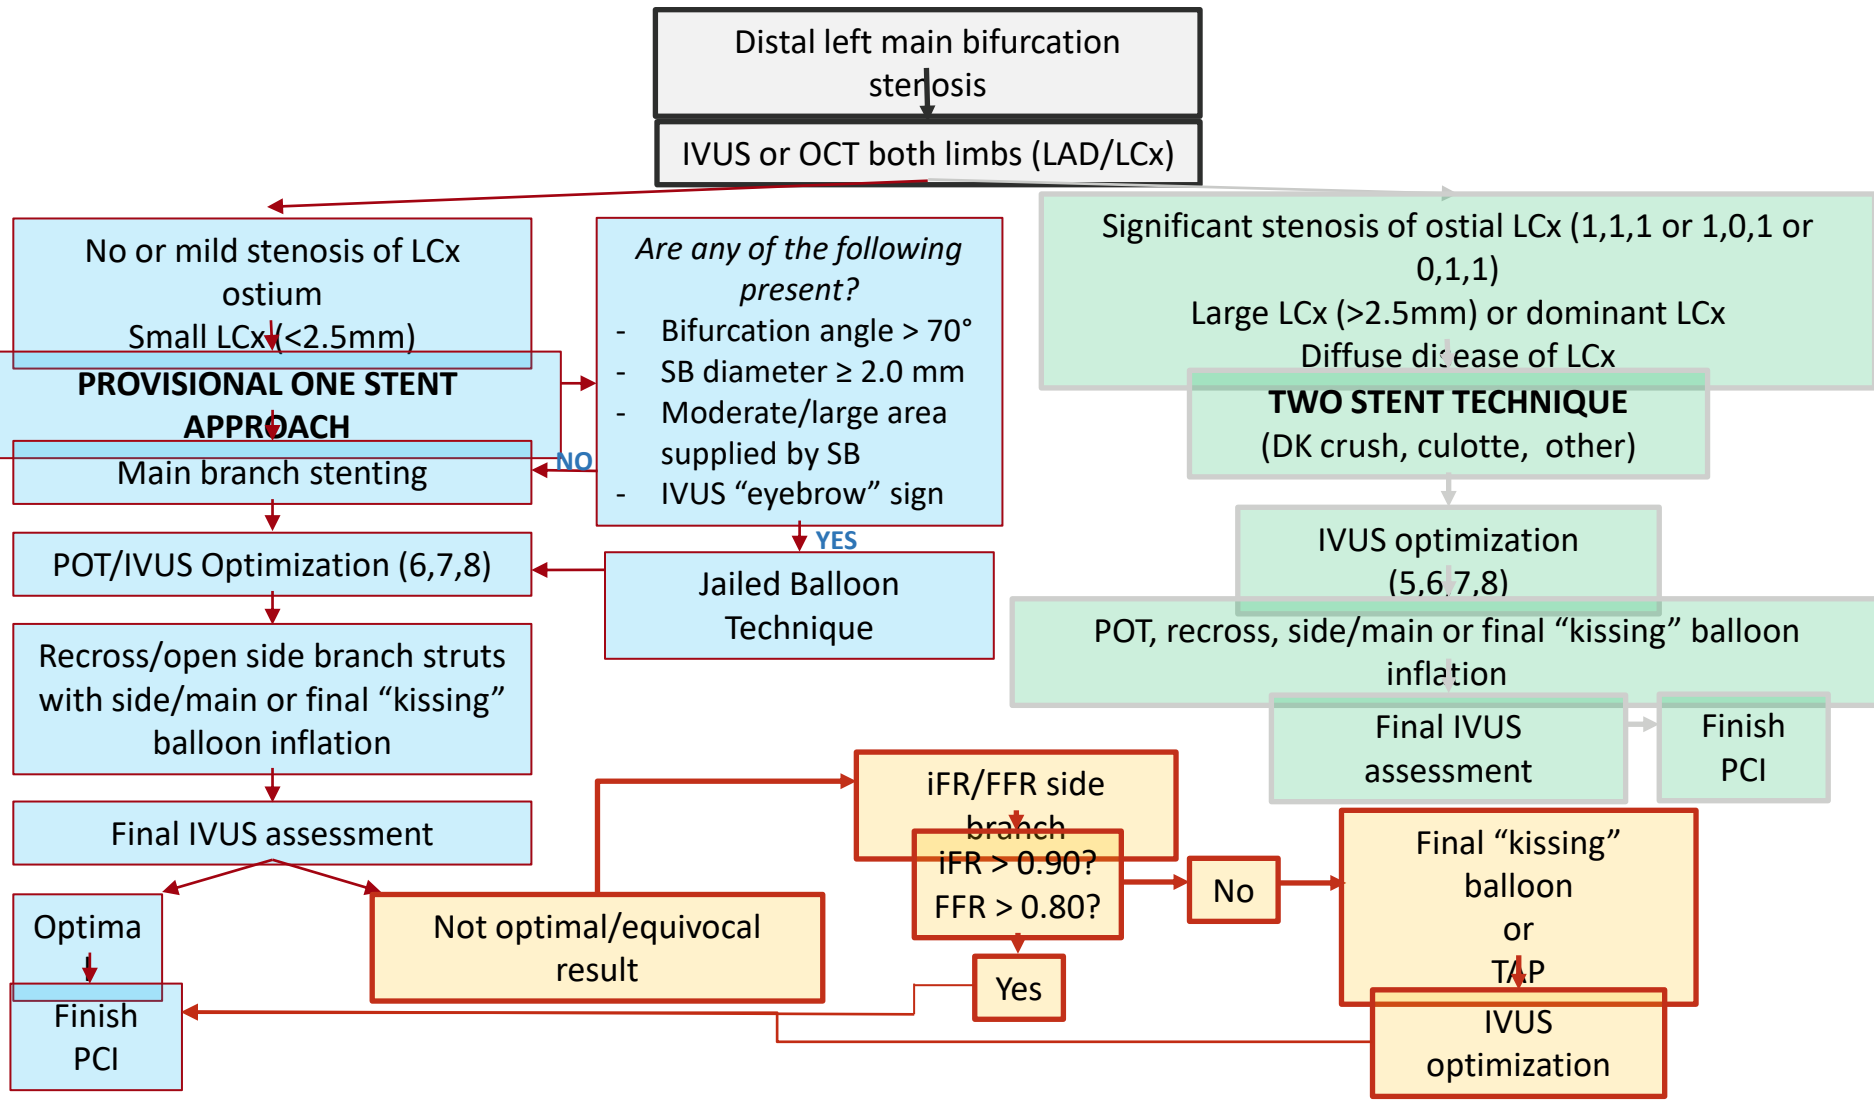 Distal left main bifurcation
stenosis
IVUS or OCT both limbs (LAD/LCx)
No or mild stenosis of LCx
ostium
Small LCx (<2.5mm)
PROVISIONAL ONE STENT
APPROACH
Main branch stenting
POT/IVUS Optimization (6,7,8)
Recross/open side branch struts
with side/main or final “kissing”
balloon inflation
Final IVUS assessment
Optima
l
Finish
PCI
Are any of the following
present?
- Bifurcation angle > 70°
- SB diameter ≥ 2.0 mm
- Moderate/large area
supplied by SB
- IVUS “eyebrow” sign
NO
YES
Jailed Balloon
Technique
Not optimal/equivocal
result
iFR/FFR side
branch
iFR > 0.90?
FFR > 0.80?
No
Yes
Final “kissing”
balloon
or
TAP
IVUS
optimization
Significant stenosis of ostial LCx (1,1,1 or 1,0,1 or
0,1,1)
Large LCx (>2.5mm) or dominant LCx
Diffuse disease of LCx
TWO STENT TECHNIQUE
(DK crush, culotte, other)
IVUS optimization
(5,6,7,8)
POT, recross, side/main or final “kissing” balloon
inflation
Final IVUS
assessment
Finish
PCI